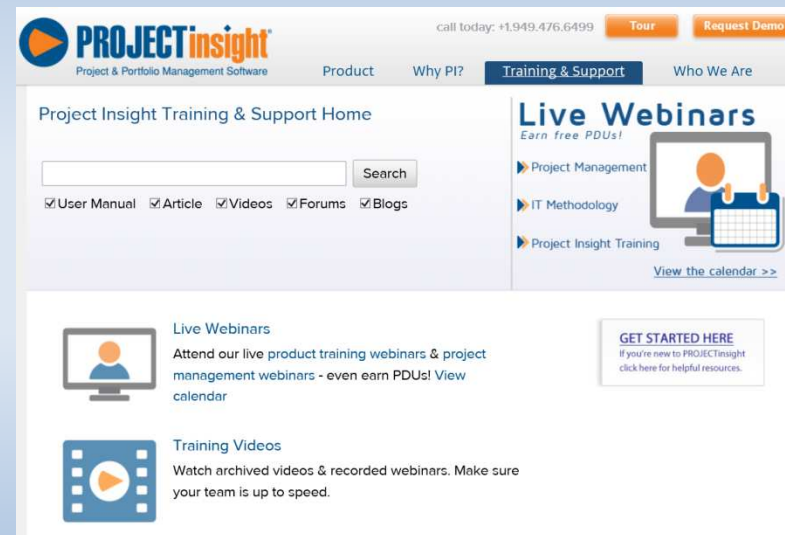 call today: +1.949.476.6499 Tour Request Demo
PROJECTinsight®
Project & Portfolio Management Software
Product Why PI? Training & Support Who We Are
Project Insight Training & Support Home
Search
User Manual Article Videos Forums Blogs
Live Webinars
Earn free PDUs!
Project Management
IT Methodology
Project Insight Training
View the calendar >>
Live Webinars
Attend our live product training webinars & project
management webinars - even earn PDUs! View
calendar
GET STARTED HERE
If you're new to PROJECTinsight
click here for helpful resources.
Training Videos
Watch archived videos & recorded webinars. Make sure
your team is up to speed.